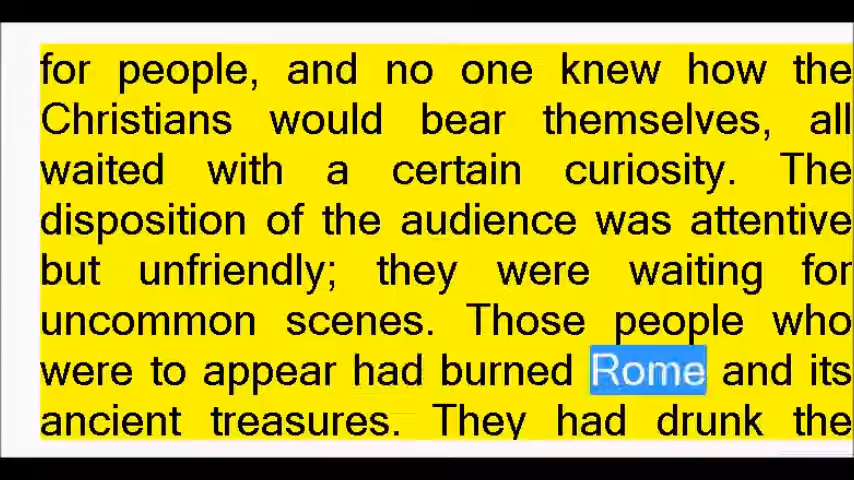 for people, and no one knew how the
Christians would bear themselves, all
waited with a certain curiosity. The
disposition of the audience was attentive
but unfriendly; they were waiting for
uncommon scenes. Those people who
were to appear had burned Rome and its
ancient treasures. They had drunk the